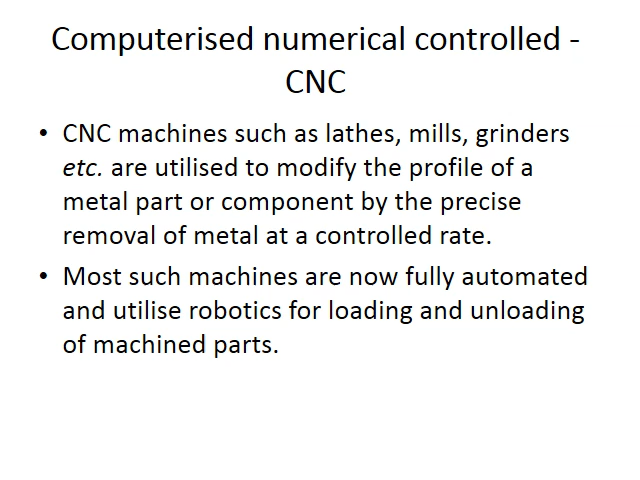 Computerised numerical controlled -
CNC
• CNC machines such as lathes, mills, grinders
etc. are utilised to modify the profile of a
metal part or component by the precise
removal of metal at a controlled rate.
• Most such machines are now fully automated
and utilise robotics for loading and unloading
of machined parts.